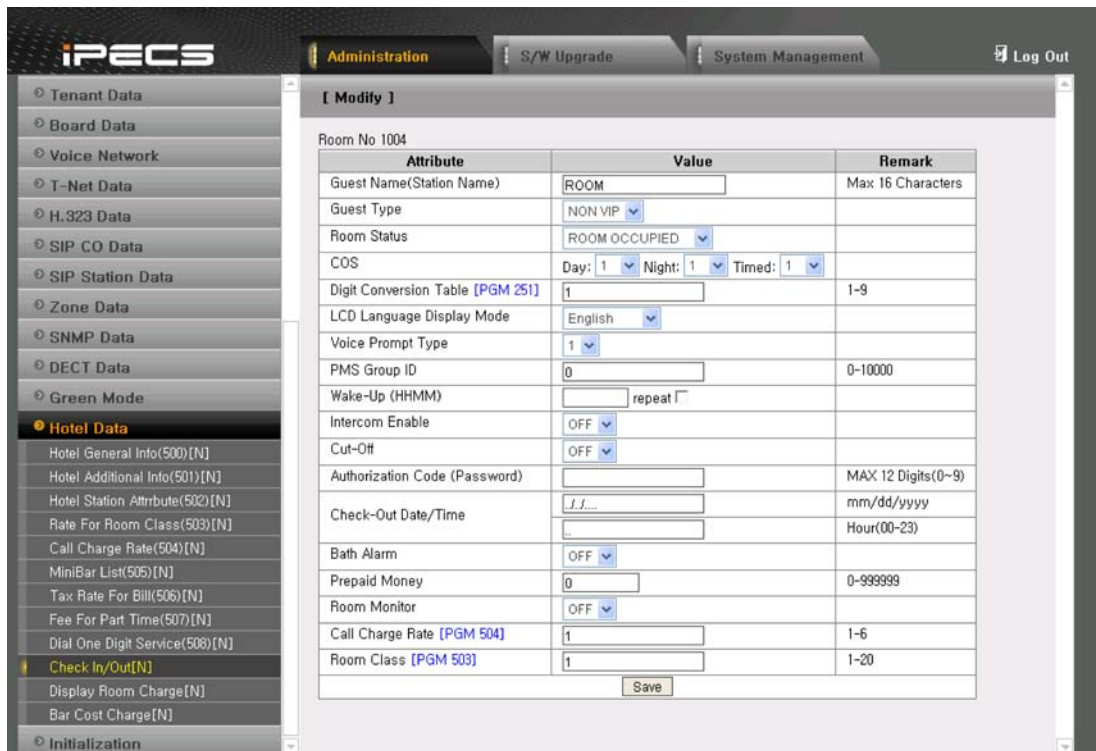 iPECS
Administration
S/W Upgrade
System Management
Log Out
Tenant Data
Board Data
Voice Network
T-Net Data
H.323 Data
SIP CO Data
SIP Station Data
Zone Data
SNMP Data
DECT Data
Green Mode
Hotel Data
Hotel General Info(500)[N]
Hotel Additional Info(501)[N]
Hotel Station Attrrbute(502)[N]
Rate For Room Class(503)[N]
Call Charge Rate(504)[N]
MiniBar List(505)[N]
Tax Rate For Bill(506)[N]
Fee For Part Time(507)[N]
Dial One Digit Service(508)[N]
Check In/Out[N]
Display Room Charge[N]
Bar Cost Charge[N]
Initialization
[ Modify ]
Room No 1004
Attribute Value Remark
Guest Name(Station Name) ROOM Max 16 Characters
Guest Type NON VIP
Room Status ROOM OCCUPIED
COS Day: 1 Night: 1 Timed: 1
Digit Conversion Table [PGM 251] 1 1-9
LCD Language Display Mode English
Voice Prompt Type 1
PMS Group ID 0 0-10000
Wake-Up (HHMM) repeat
Intercom Enable OFF
Cut-Off OFF
Authorization Code (Password) MAX 12 Digits(0~9)
Check-Out Date/Time ../../.... mm/dd/yyyy
.. Hour(00-23)
Bath Alarm OFF
Prepaid Money 0 0-999999
Room Monitor OFF
Call Charge Rate [PGM 504] 1 1-6
Room Class [PGM 503] 1 1-20
Save